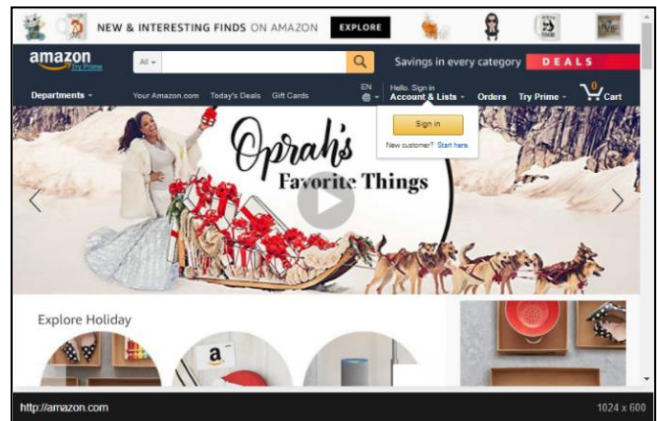 NEW & INTERESTING FINDS ON AMAZON EXPLORE
amazon
Try Prime
All
Savings in every category DEALS
Departments
Your Amazon.com Today's Deals Gift Cards
EN
Hello. Sign in
Account & Lists Orders Try Prime
0
Cart
Sign in
New customer? Start here.
Oprah's
Favorite Things
Explore Holiday
a
http://amazon.com 1024 x 600